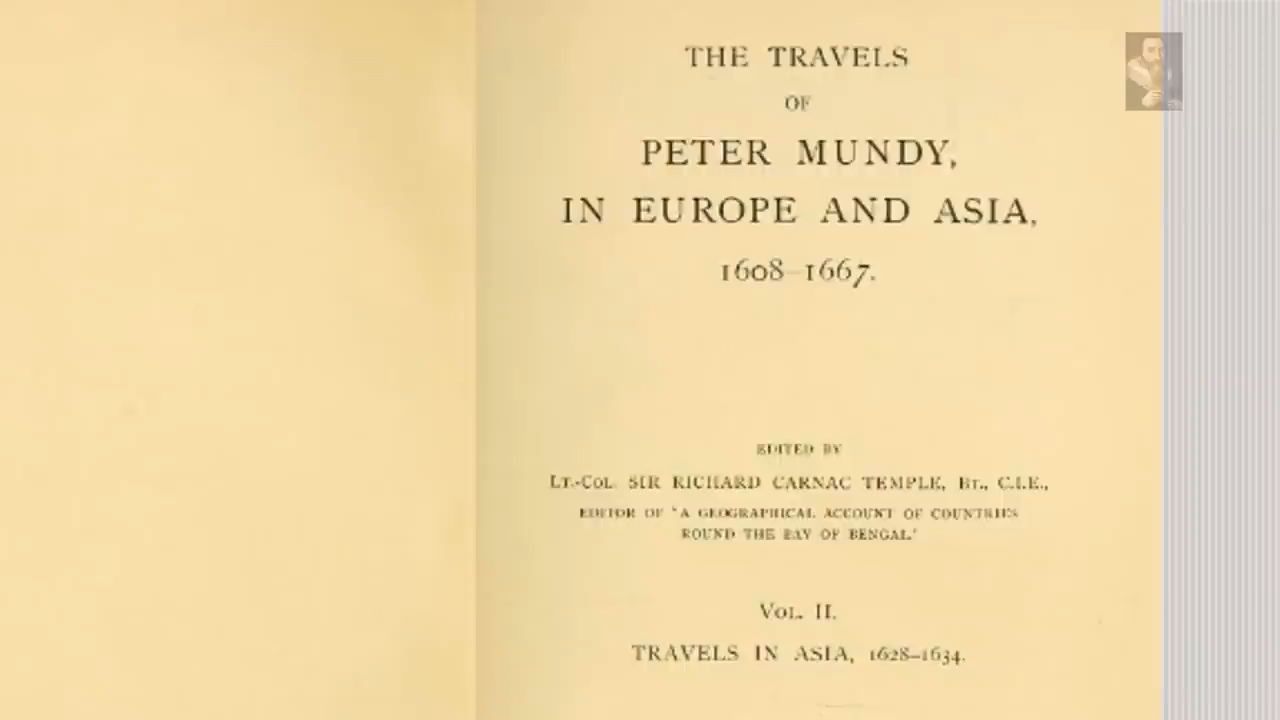 THE TRAVELS
OF
PETER MUNDY,
IN EUROPE AND ASIA,
1608–1667.
EDITED BY
LT.-COL. SIR RICHARD CARNAC TEMPLE, BT., C.I.E.,
EDITOR OF 'A GEOGRAPHICAL ACCOUNT OF COUNTRIES
ROUND THE BAY OF BENGAL'
VOL. II.
TRAVELS IN ASIA, 1628–1634.